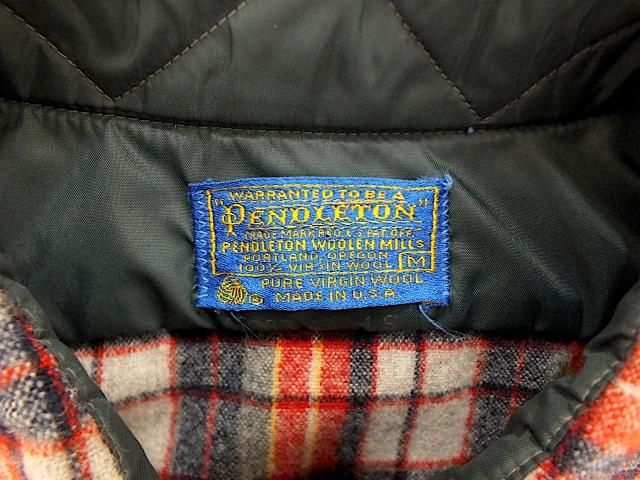 WARRANTED TO BE A
"PENDLETON"
TRADE MARK REG. U.S. PAT. OFF.
PENDLETON WOOLEN MILLS
PORTLAND, OREGON
100% VIRGIN WOOL M
PURE VIRGIN WOOL
R MADE IN U.S.A